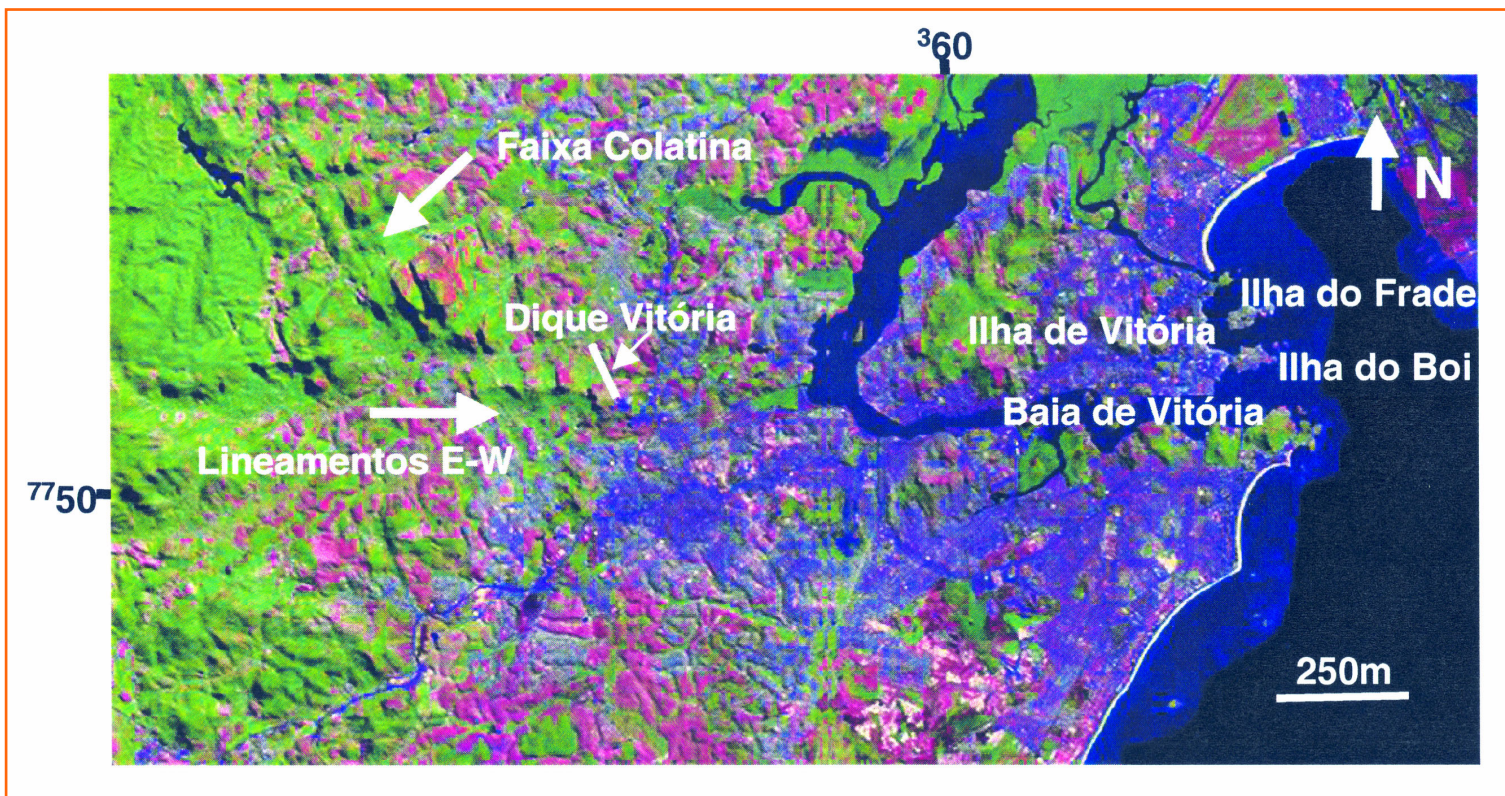 ³60
Faixa Colatina
N
Ilha do Frade
Dique Vitória
Ilha de Vitória
Ilha do Boi
Baia de Vitória
Lineamentos E-W
⁷⁷50
250m